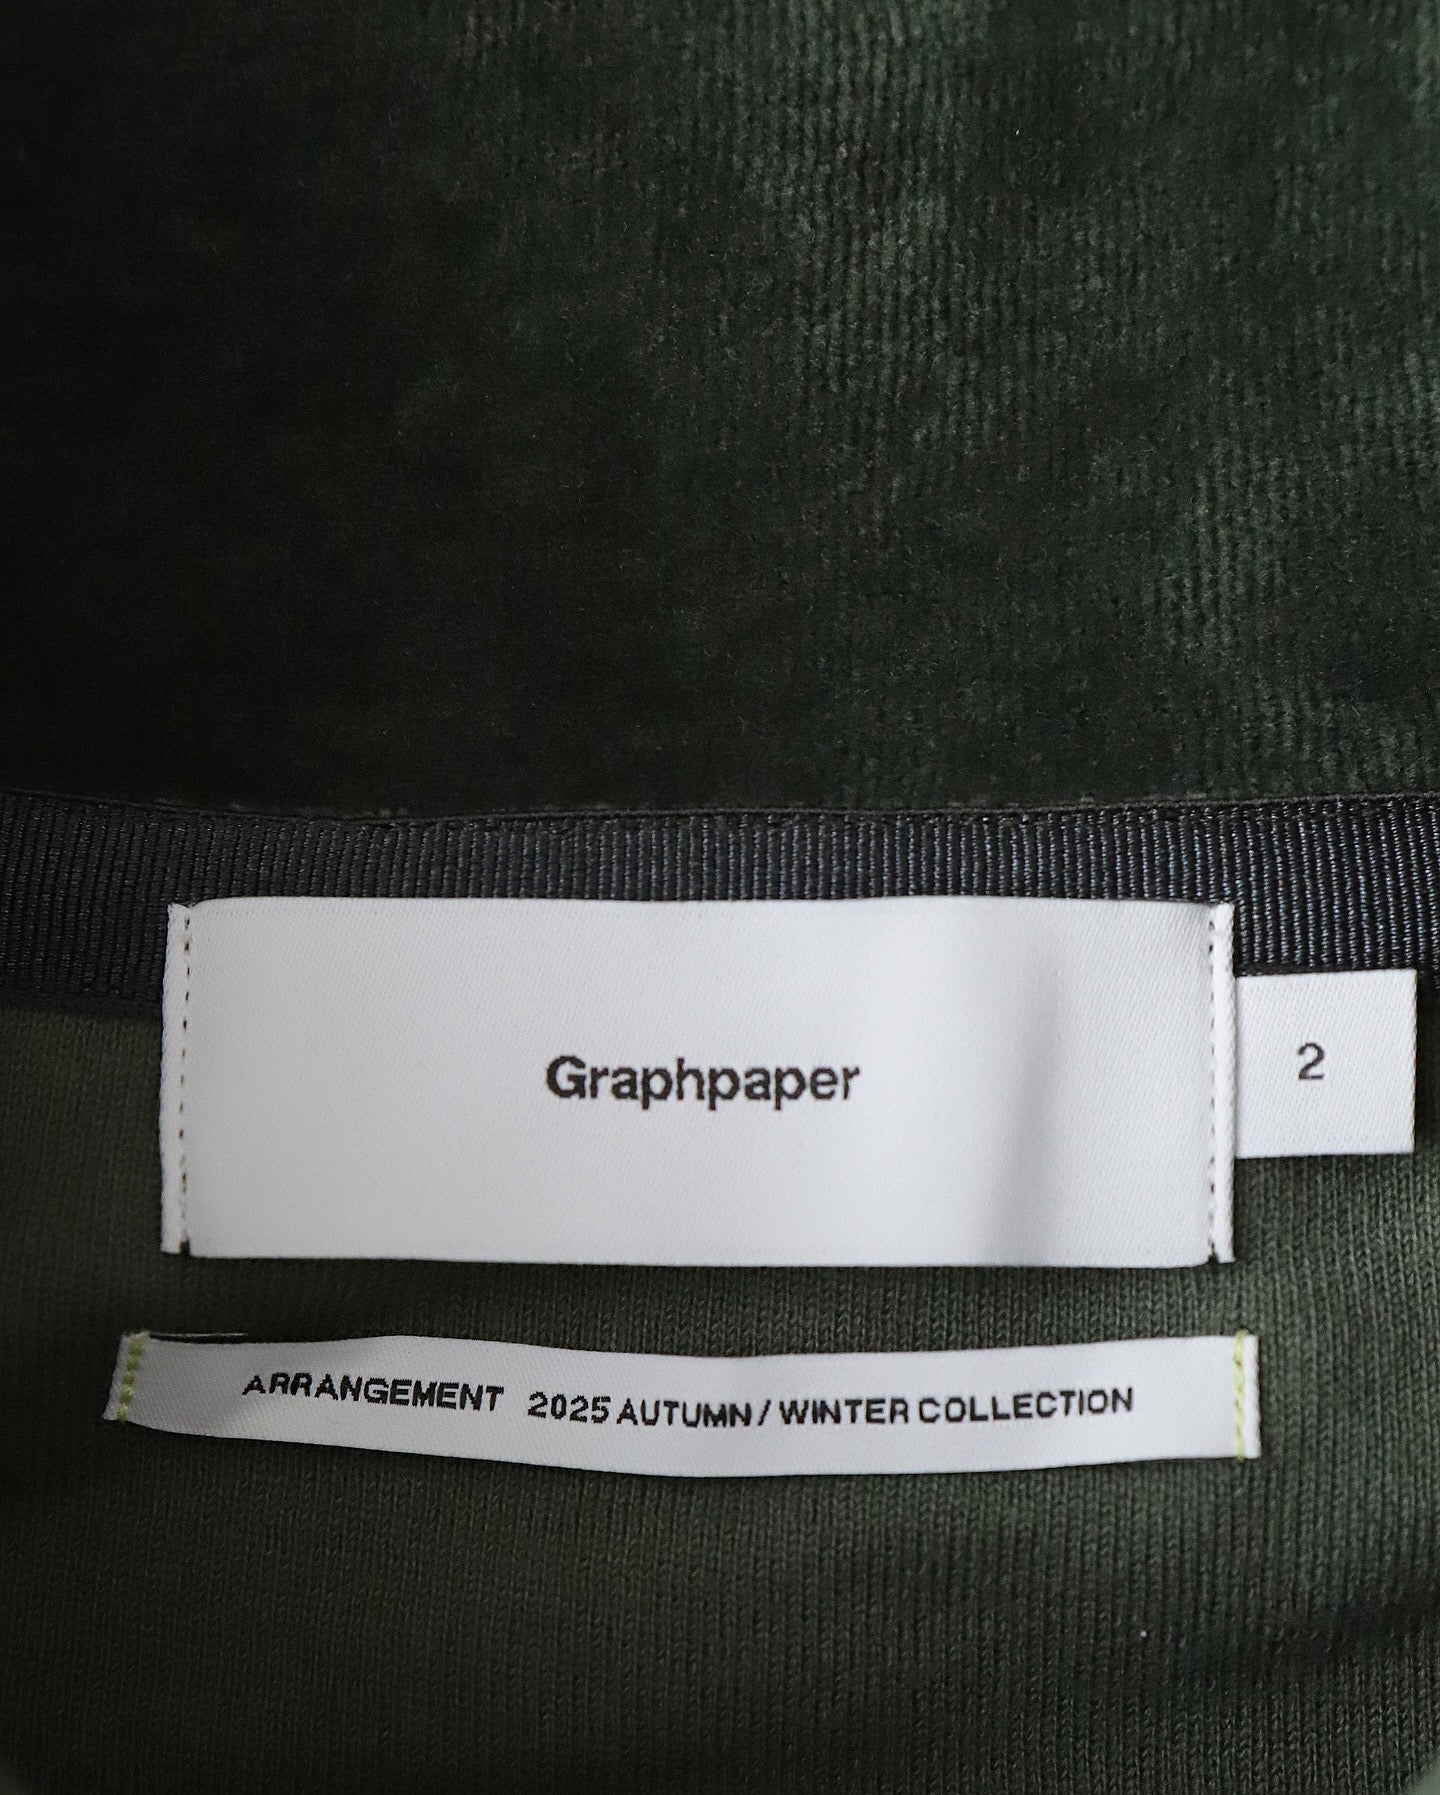 Graphpaper
2
ARRANGEMENT 2025 AUTUMN / WINTER COLLECTION